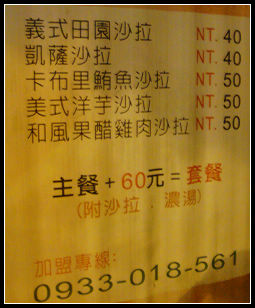 義式田園沙拉 NT. 40
凱薩沙拉 NT. 40
卡布里鮪魚沙拉 NT. 50
美式洋芋沙拉 NT. 50
和風果醋雞肉沙拉 NT. 50
主餐 + 60元 = 套餐
(附沙拉 . 濃湯)
加盟專線:
0933-018-561